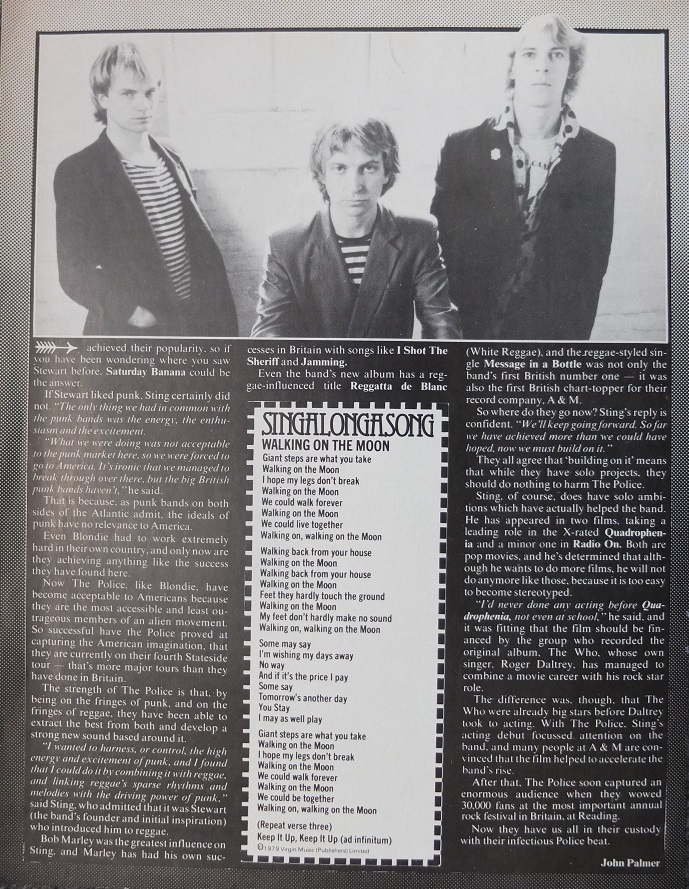 achieved their popularity. so if
you have been wondering where you saw
Stewart before, Saturday Banana could be
the answer.
If Stewart liked punk, Sting certainly did
not. "The only thing we had in common with
the punk bands was the energy, the enthu-
siasm and the excitement.
"What we were doing was not acceptable
to the punk market here, so we were forced to
go to America. It's ironic that we managed to
break through over there, but the big British
punk bands haven't," he said.
That is because, as punk bands on both
sides of the Atlantic admit, the ideals of
punk have no relevance to America.
Even Blondie had to work extremely
hard in their own country, and only now are
they achieving anything like the success
they have found here.
Now The Police, like Blondie, have
become acceptable to Americans because
they are the most accessible and least ou-
trageous members of an alien movement.
So successful have the Police proved at
capturing the American imagination, that
they are currently on their fourth Stateside
tour — that's more major tours than they
have done in Britain.
The strength of The Police is that, by
being on the fringes of punk, and on the
fringes of reggae, they have been able to
extract the best from both and develop a
strong new sound based around it.
"I wanted to harness, or control, the high
energy and excitement of punk, and I found
that I could do it by combining it with reggae,
and linking reggae's sparse rhythms and
melodies with the driving power of punk,"
said Sting, who admitted that it was Stewart
(the band's founder and initial inspiration)
who introduced him to reggae.
Bob Marley was the greatest influence on
Sting, and Marley has had his own suc-
cesses in Britain with songs like I Shot The
Sheriff and Jamming.
Even the band's new album has a reg-
gae-influenced title Reggatta de Blanc
SINGALONGASONG
WALKING ON THE MOON
Giant steps are what you take
Walking on the Moon
I hope my legs don't break
Walking on the Moon
We could walk forever
Walking on the Moon
We could live together
Walking on, walking on the Moon
Walking back from your house
Walking on the Moon
Walking back from your house
Walking on the Moon
Feet they hardly touch the ground
Walking on the Moon
My feet don't hardly make no sound
Walking on, walking on the Moon
Some may say
I'm wishing my days away
No way
And if it's the price I pay
Some say
Tomorrow's another day
You Stay
I may as well play
Giant steps are what you take
Walking on the Moon
I hope my legs don't break
Walking on the Moon
We could walk forever
Walking on the Moon
We could be together
Walking on, walking on the Moon
(Repeat verse three)
Keep It Up, Keep It Up (ad infinitum)
©1979 Virgin Music (Publishers) Limited
(White Reggae), and the reggae-styled sin-
gle Message in a Bottle was not only the
band's first British number one — it was
also the first British chart-topper for their
record company, A & M.
So where do they go now? Sting's reply is
confident. "We'll keep going forward. So far
we have achieved more than we could have
hoped, now we must build on it."
They all agree that 'building on it' means
that while they have solo projects, they
should do nothing to harm The Police.
Sting, of course, does have solo ambi-
tions which have actually helped the band.
He has appeared in two films, taking a
leading role in the X-rated Quadrophen-
ia and a minor one in Radio On. Both are
pop movies, and he's determined that alth-
ough he wants to do more films, he will not
do anymore like those, because it is too easy
to become stereotyped.
"I'd never done any acting before Qua-
drophenia, not even at school," he said, and
it was fitting that the film should be fin-
anced by the group who recorded the
original album, The Who, whose own
singer, Roger Daltrey, has managed to
combine a movie career with his rock star
role.
The difference was, though, that The
Who were already big stars before Daltrey
took to acting. With The Police, Sting's
acting debut focussed attention on the
band, and many people at A & M are con-
vinced that the film helped to accelerate the
band's rise.
After that, The Police soon captured an
enormous audience when they wowed
30,000 fans at the most important annual
rock festival in Britain, at Reading.
Now they have us all in their custody
with their infectious Police beat.
John Palmer